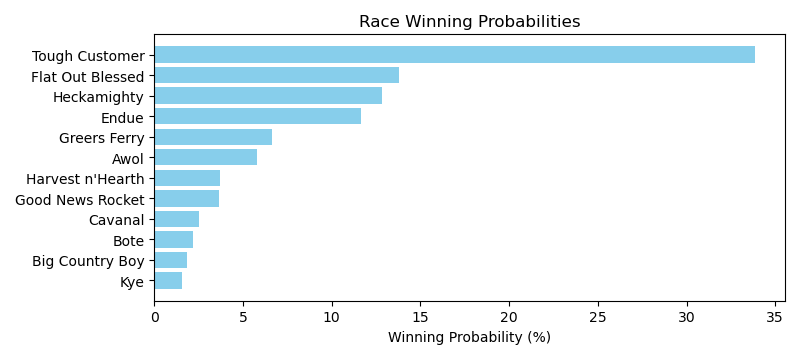 Race Winning Probabilities
Tough Customer
Flat Out Blessed
Heckamighty
Endue
Greers Ferry
Awol
Harvest n'Hearth
Good News Rocket
Cavanal
Bote
Big Country Boy
Kye
0 5 10 15 20 25 30 35
Winning Probability (%)